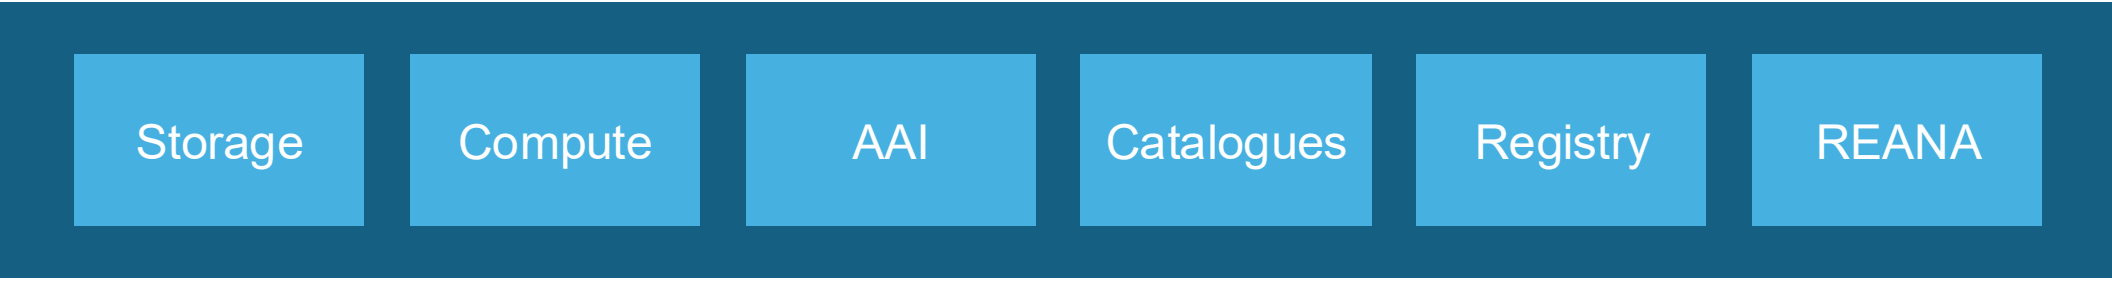 Storage
Compute
AAI
Catalogues
Registry
REANA